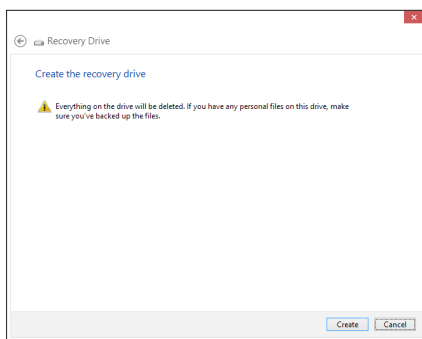 Recovery Drive
Create the recovery drive
Everything on the drive will be deleted. If you have any personal files on this drive, make
sure you've backed up the files.
Create Cancel